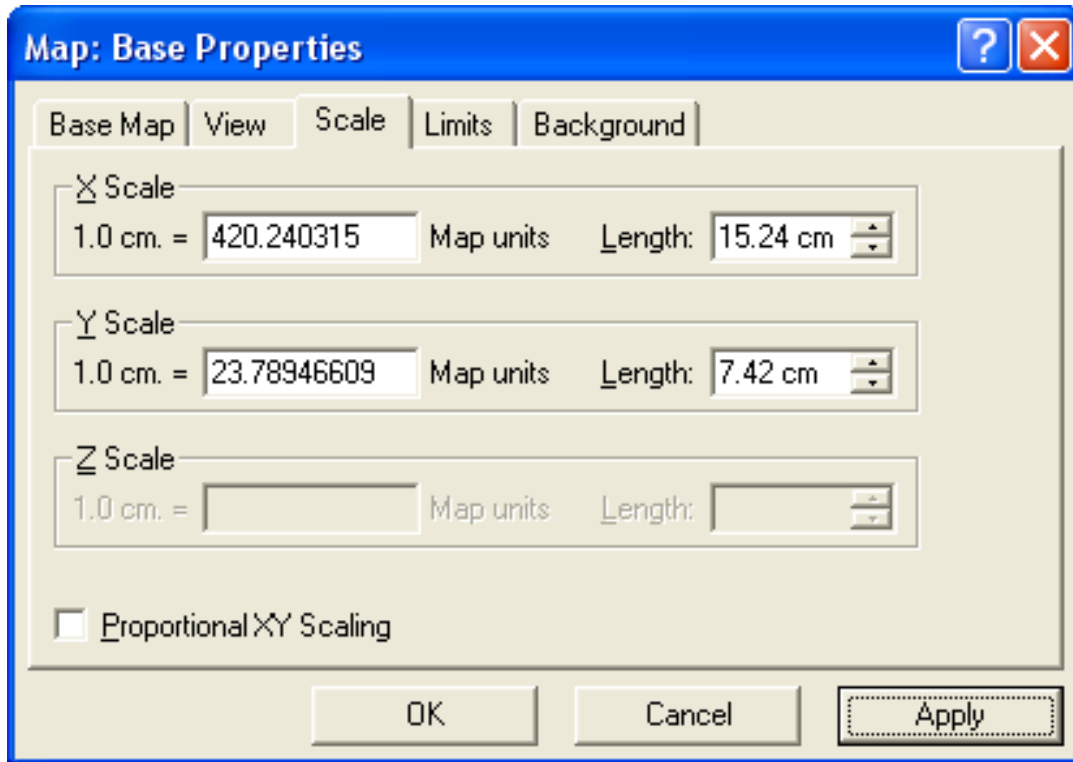 Map: Base Properties
Base Map View Scale Limits Background
X Scale
1.0 cm. = 420.240315 Map units Length: 15.24 cm
Y Scale
1.0 cm. = 23.78946609 Map units Length: 7.42 cm
Z Scale
1.0 cm. = Map units Length:
Proportional XY Scaling
OK Cancel Apply